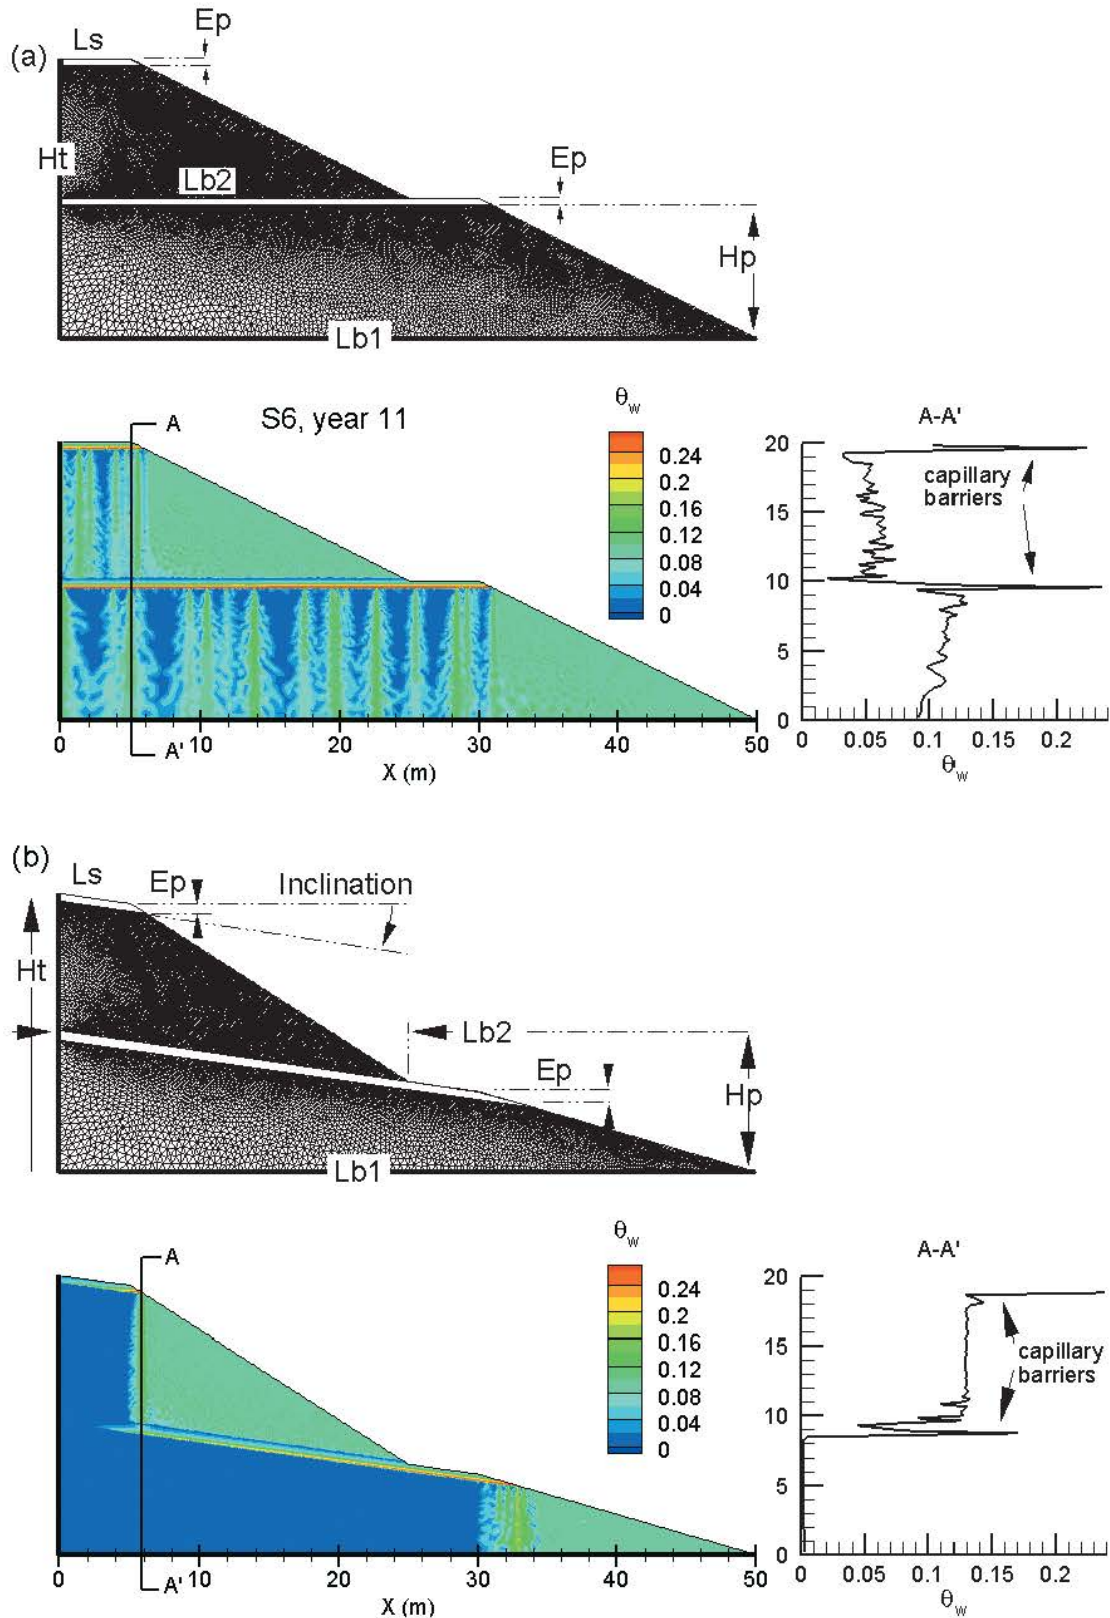 (a)
Ls
Ep
Ht
Lb2
Ep
Hp
Lb1
S6, year 11
A
A'
θw
0.24
0.2
0.16
0.12
0.08
0.04
0
0 10 20 30 40 50
X (m)
A-A'
20
15
10
5
0
capillary
barriers
0 0.05 0.1 0.15 0.2
θw
(b)
Ls
Ep
Inclination
Ht
Lb2
Ep
Hp
Lb1
A
A'
θw
0.24
0.2
0.16
0.12
0.08
0.04
0
0 10 20 30 40 50
X (m)
A-A'
20
15
10
5
0
capillary
barriers
0 0.05 0.1 0.15 0.2
θw